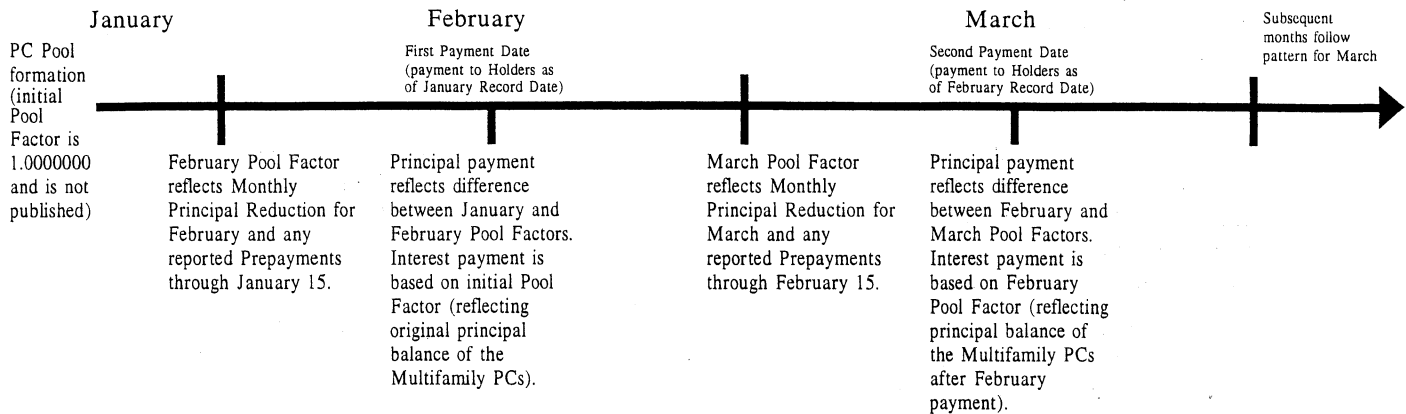 January
February
March
Subsequent
months follow
pattern for March
PC Pool
formation
(initial
Pool
Factor is
1.0000000
and is not
published)
First Payment Date
(payment to Holders as
of January Record Date)
Second Payment Date
(payment to Holders as
of February Record Date)
February Pool Factor
reflects Monthly
Principal Reduction for
February and any
reported Prepayments
through January 15.
Principal payment
reflects difference
between January and
February Pool Factors.
Interest payment is
based on initial Pool
Factor (reflecting
original principal
balance of the
Multifamily PCs).
March Pool Factor
reflects Monthly
Principal Reduction for
March and any
reported Prepayments
through February 15.
Principal payment
reflects difference
between February and
March Pool Factors.
Interest payment is
based on February
Pool Factor (reflecting
principal balance of
the Multifamily PCs
after February
payment).